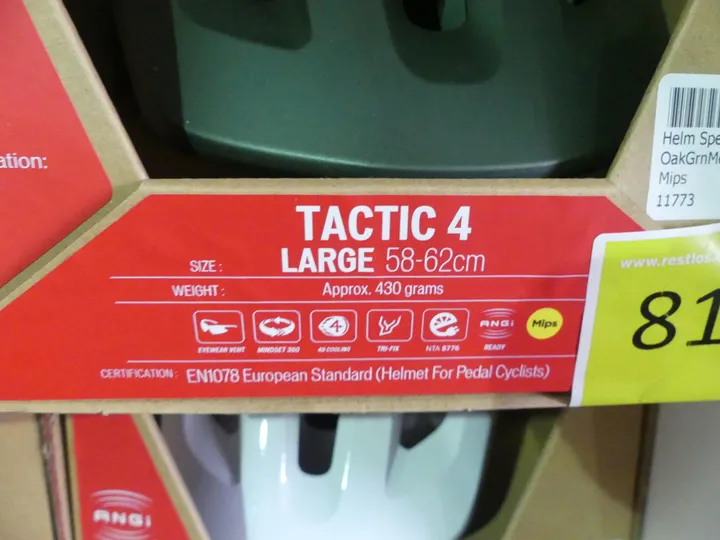 ation:
TACTIC 4
SIZE : LARGE 58-62cm
WEIGHT : Approx. 430 grams
EYEWEAR VENT
MINDSET 360
4D COOLING
TRI-FIX
NTA 8776
ANGi
READY
Mips
CERTIFICATION : EN1078 European Standard (Helmet For Pedal Cyclists)
Helm Spe
OakGrnM
Mips
11773
www.restlos
81
ANGi